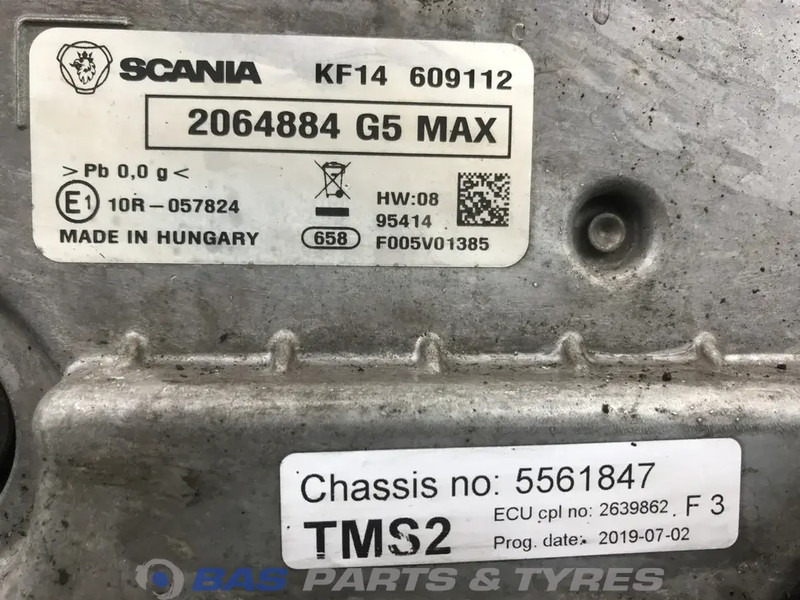 SCANIA KF14 609112
2064884 G5 MAX
>Pb 0,0 g<
E1 10R-057824
HW:08
95414
MADE IN HUNGARY 658 F005V01385
Chassis no: 5561847
ECU cpl no: 2639862 F 3
TMS2 Prog. date: 2019-07-02
BAS PARTS & TYRES